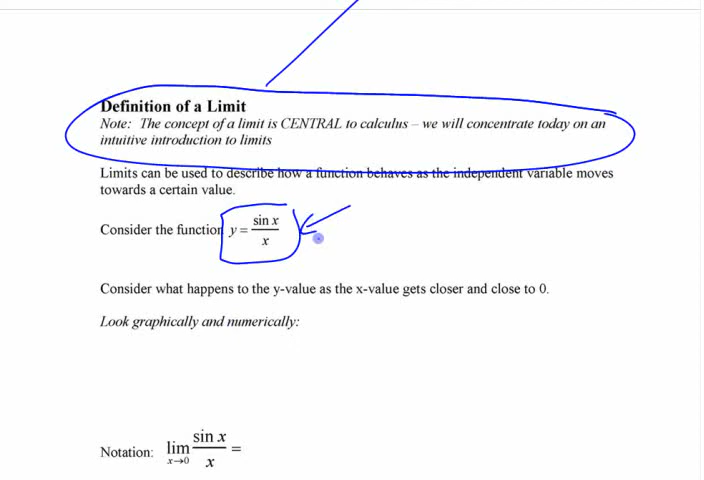 Definition of a Limit
Note: The concept of a limit is CENTRAL to calculus – we will concentrate today on an
intuitive introduction to limits
Limits can be used to describe how a function behaves as the independent variable moves
towards a certain value.
Consider the function y = sin x / x
Consider what happens to the y-value as the x-value gets closer and close to 0.
Look graphically and numerically:
Notation: lim x→0 sin x / x =